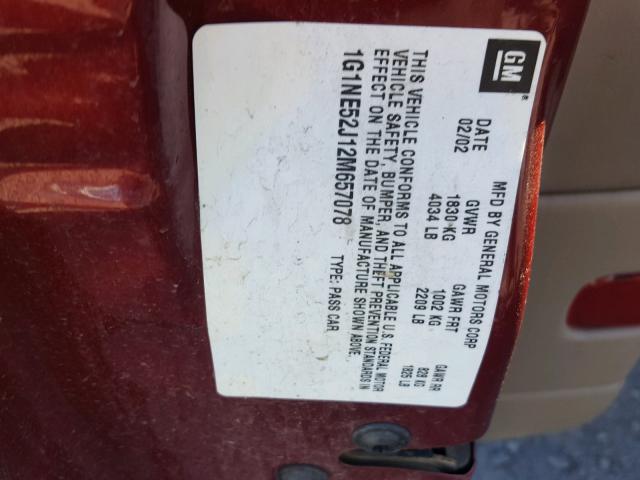 GM
MFD BY GENERAL MOTORS CORP
DATE GVWR GAWR FRT GAWR RR
02/02 1830 KG 1002 KG 828 KG
4034 LB 2209 LB 1825 LB
THIS VEHICLE CONFORMS TO ALL APPLICABLE U.S. FEDERAL MOTOR
VEHICLE SAFETY, BUMPER, AND THEFT PREVENTION STANDARDS IN
EFFECT ON THE DATE OF MANUFACTURE SHOWN ABOVE.
1G1NE52J12M657078 TYPE: PASS CAR